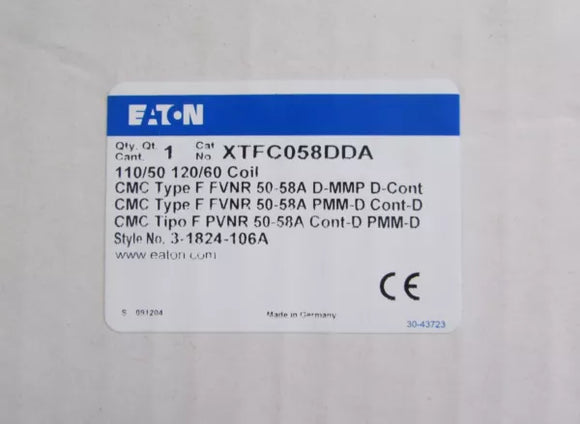 EATON
Qty. Qt. Cant. 1 Cat No. XTFC058DDA
110/50 120/60 Coil
CMC Type F FVNR 50-58A D-MMP D-Cont
CMC Type F FVNR 50-58A PMM-D Cont-D
CMC Tipo F PVNR 50-58A Cont-D PMM-D
Style No. 3-1824-106A
www.eaton.com
CE
S 091204 Made in Germany
30-43723